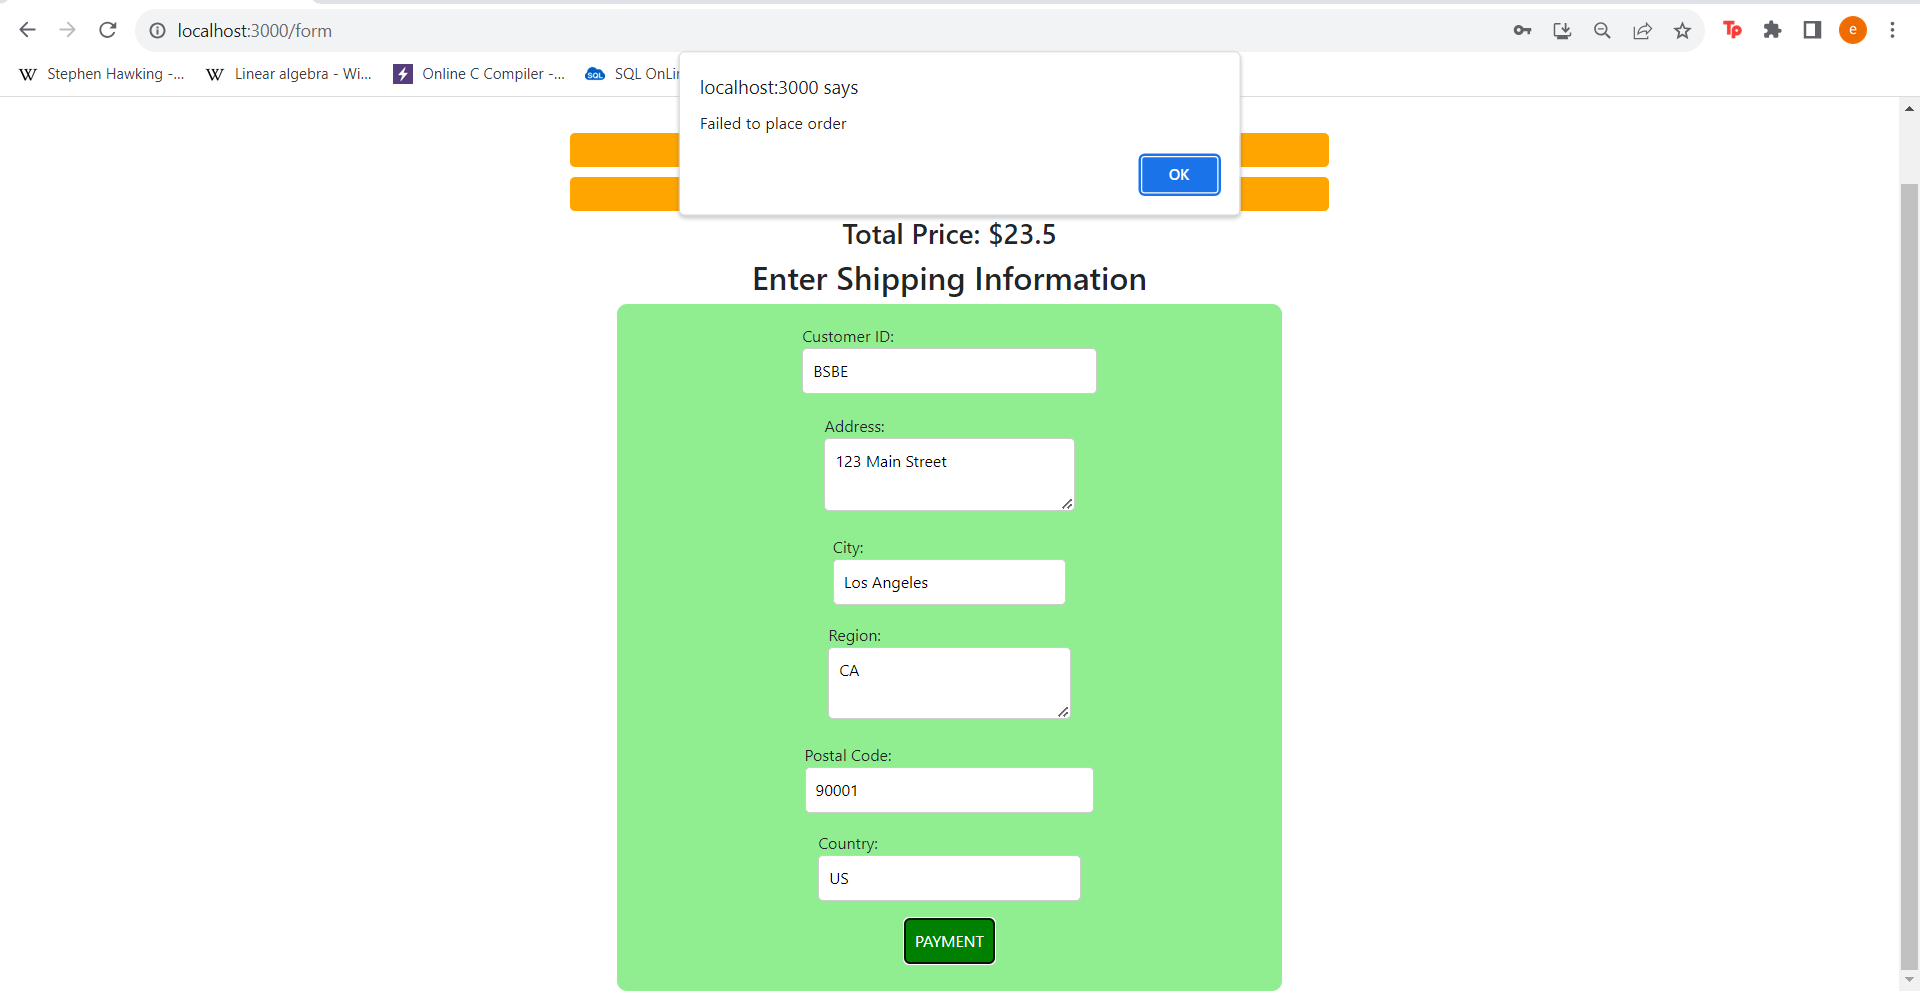 localhost:3000/form
Tp
e
W Stephen Hawking -...
W Linear algebra - Wi...
Online C Compiler -...
SQL SQL OnLi
localhost:3000 says
Failed to place order
OK
Total Price: $23.5
Enter Shipping Information
Customer ID:
BSBE
Address:
123 Main Street
City:
Los Angeles
Region:
CA
Postal Code:
90001
Country:
US
PAYMENT